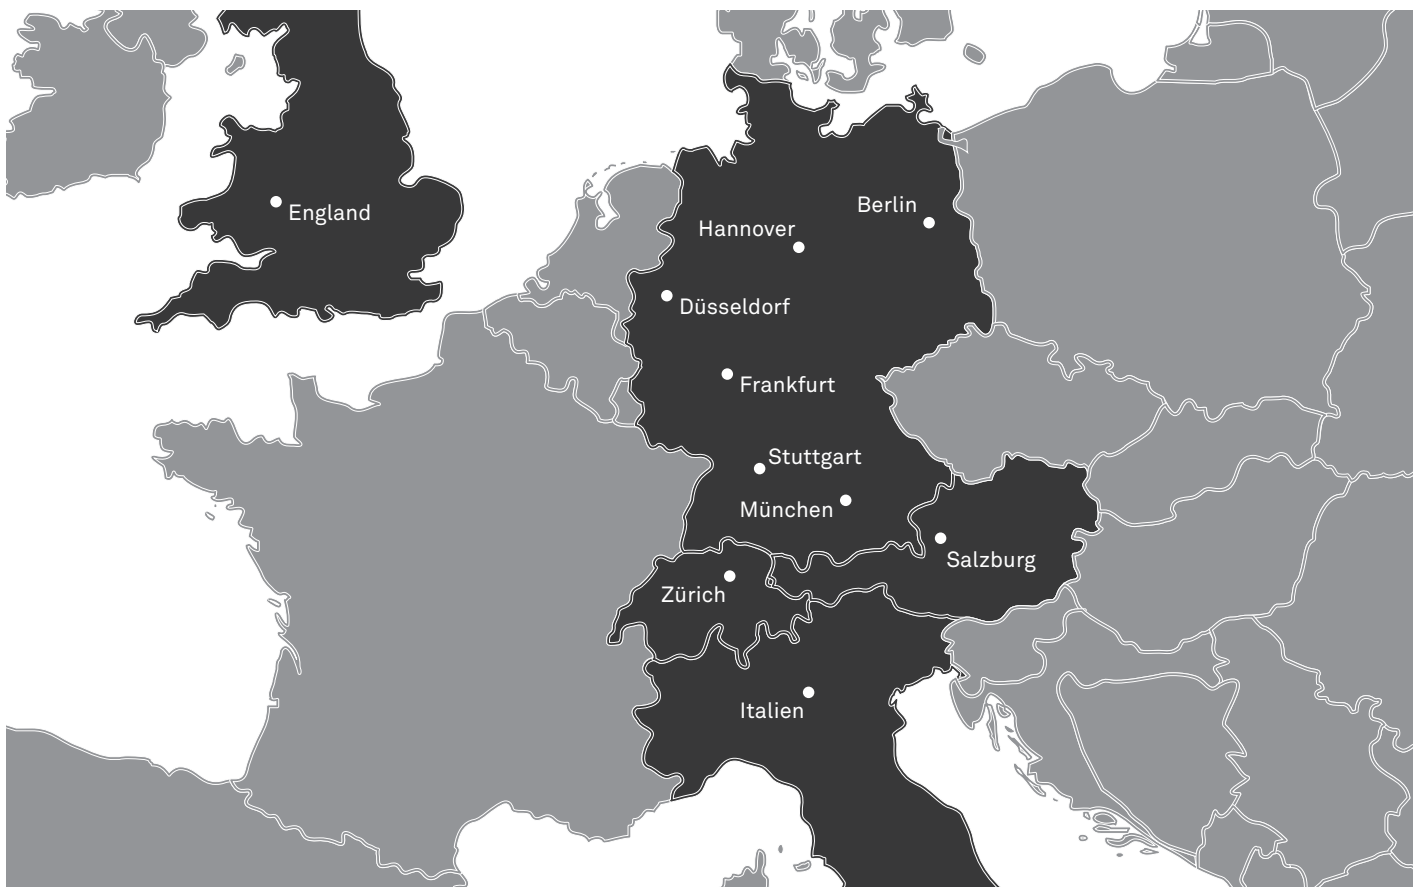 England
Berlin
Hannover
Düsseldorf
Frankfurt
Stuttgart
München
Salzburg
Zürich
Italien